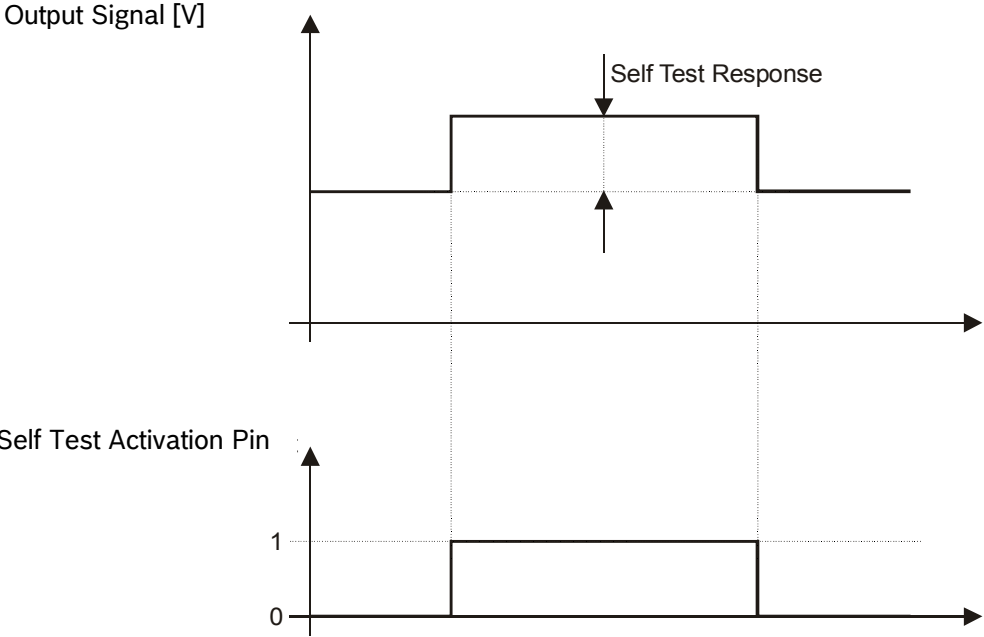 Output Signal [V]
Self Test Response
Self Test Activation Pin
1
0